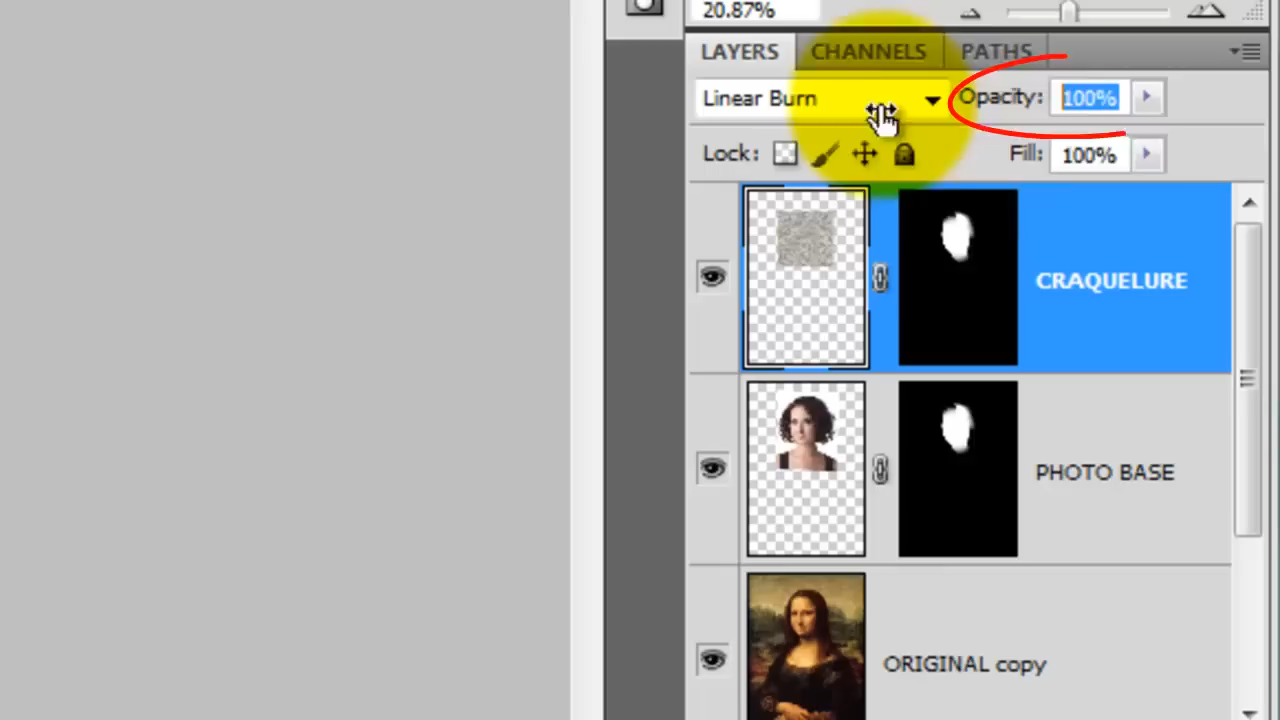 20.87%
LAYERS CHANNELS PATHS
Linear Burn Opacity: 100%
Lock: Fill: 100%
CRAQUELURE
PHOTO BASE
ORIGINAL copy